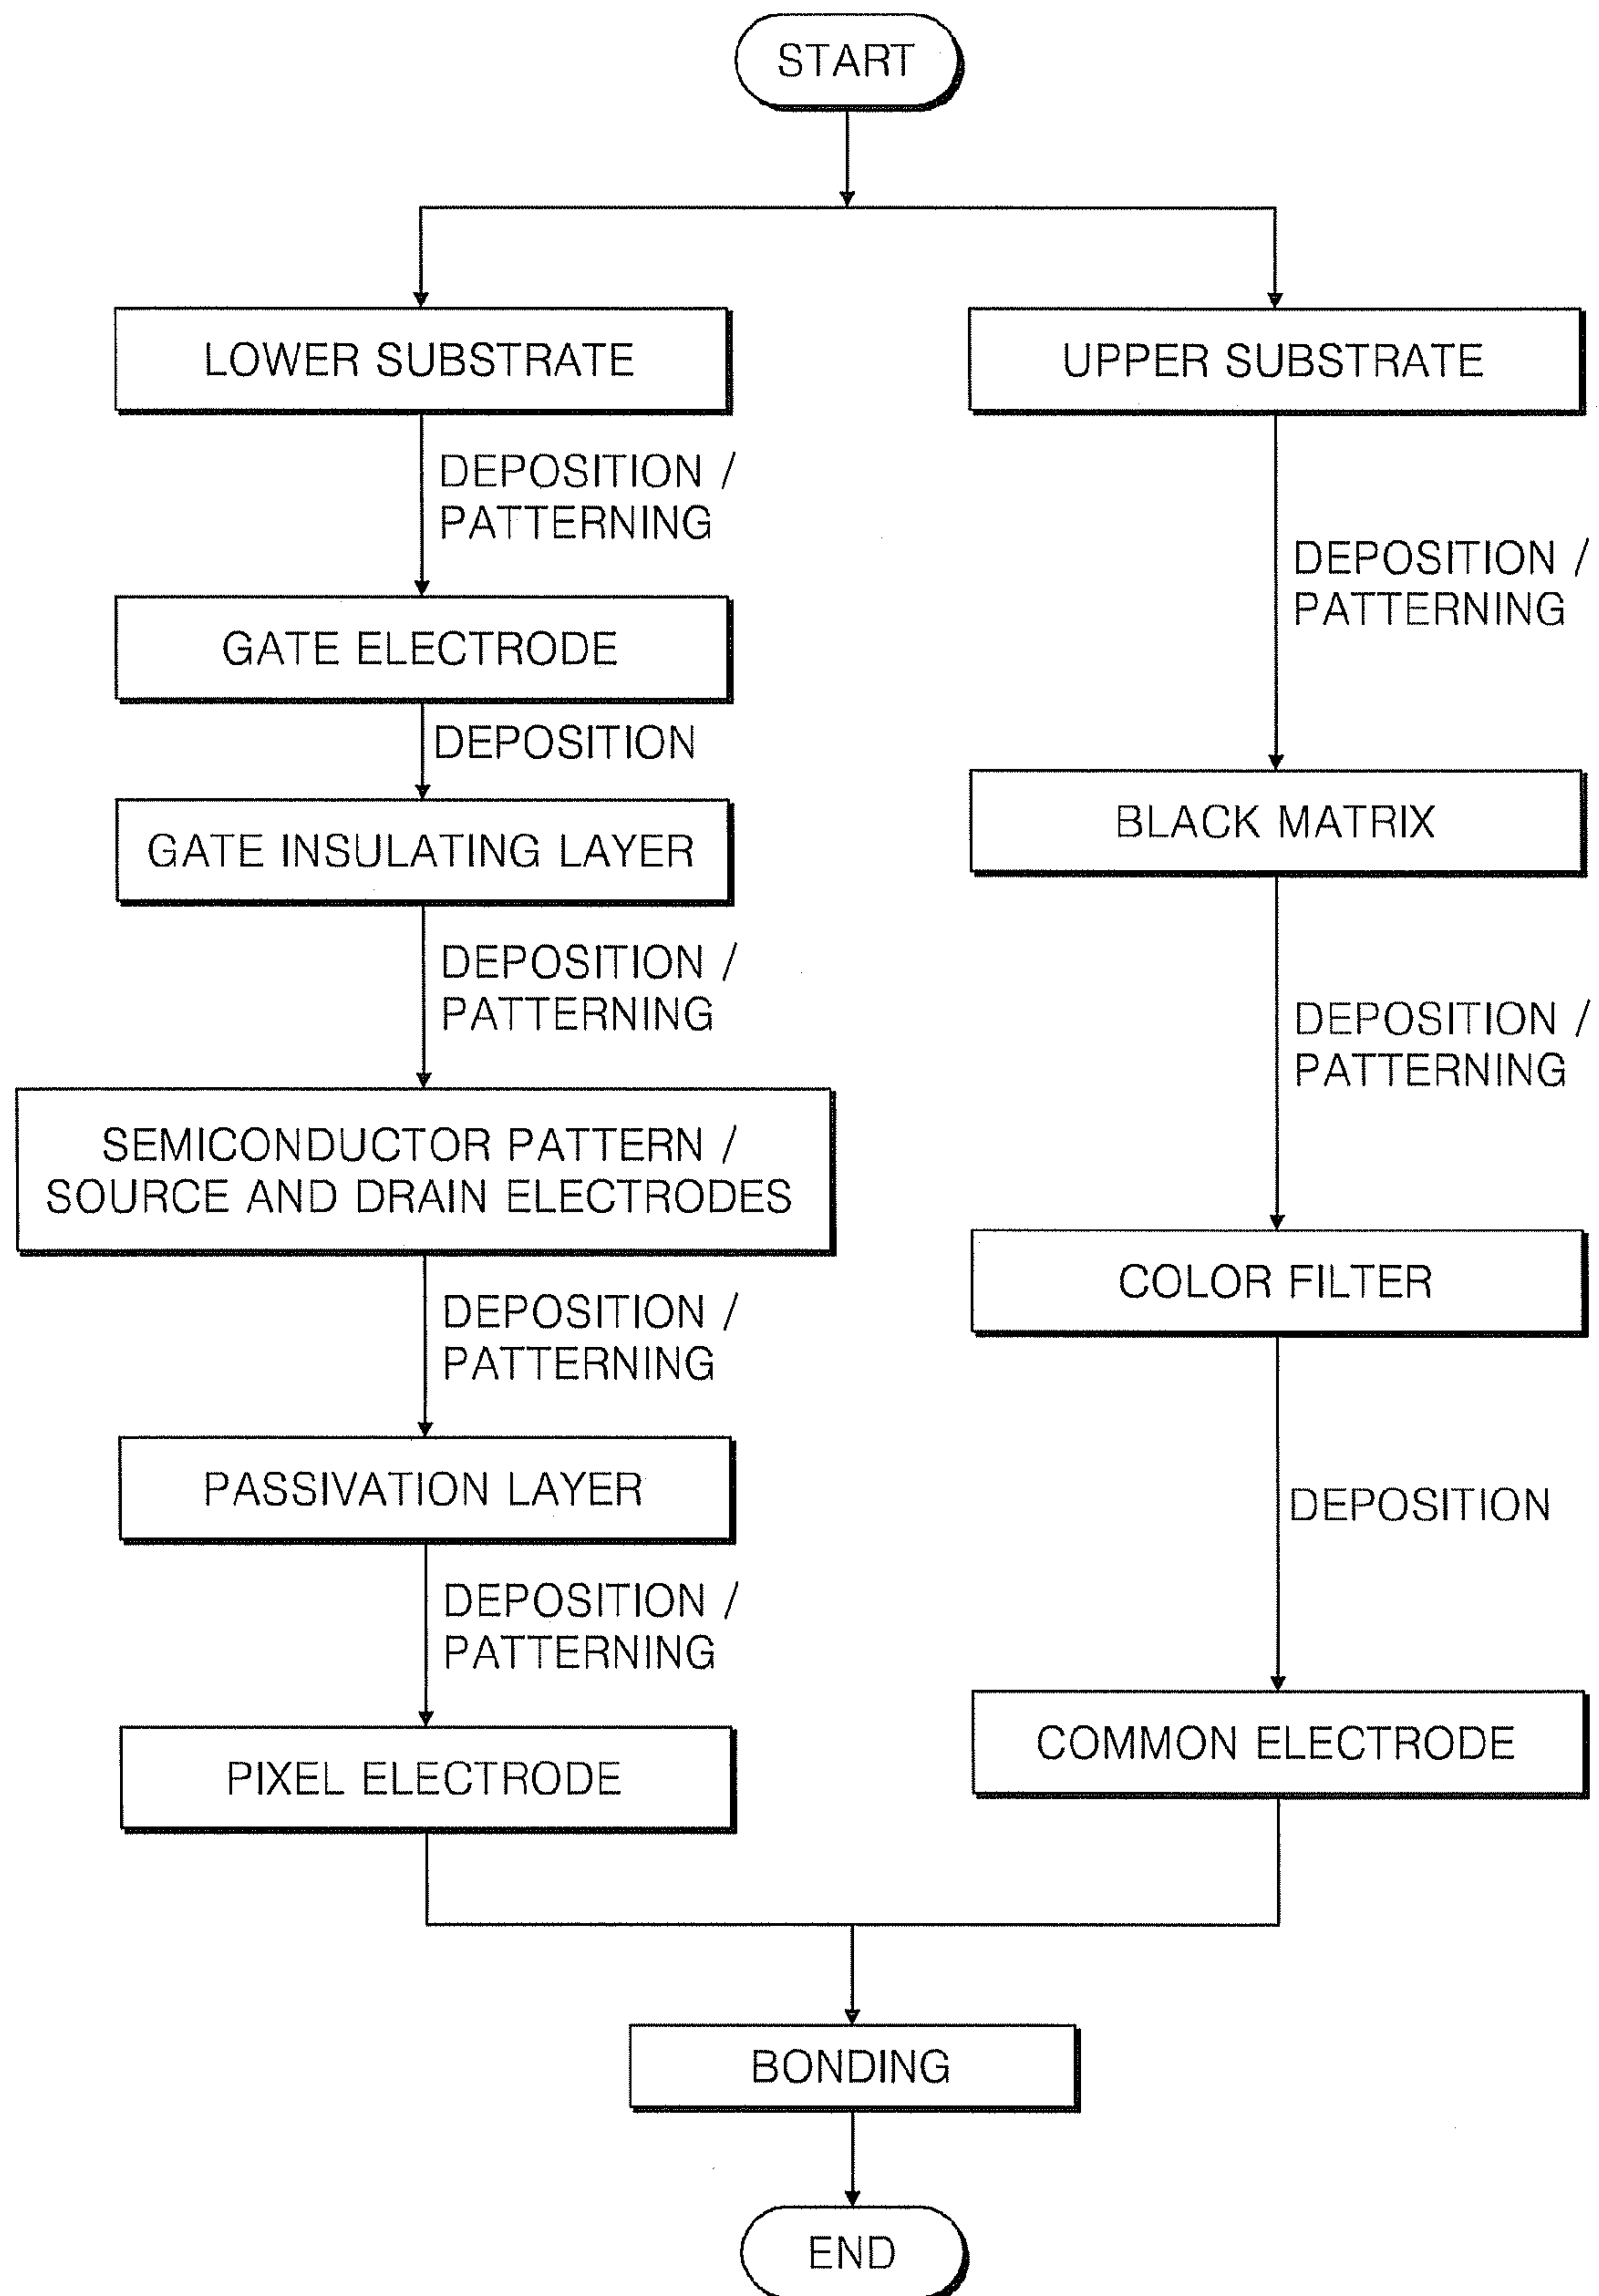 START
LOWER SUBSTRATE
DEPOSITION /
PATTERNING
GATE ELECTRODE
DEPOSITION
GATE INSULATING LAYER
DEPOSITION /
PATTERNING
SEMICONDUCTOR PATTERN /
SOURCE AND DRAIN ELECTRODES
DEPOSITION /
PATTERNING
PASSIVATION LAYER
DEPOSITION /
PATTERNING
PIXEL ELECTRODE
UPPER SUBSTRATE
DEPOSITION /
PATTERNING
BLACK MATRIX
DEPOSITION /
PATTERNING
COLOR FILTER
DEPOSITION
COMMON ELECTRODE
BONDING
END